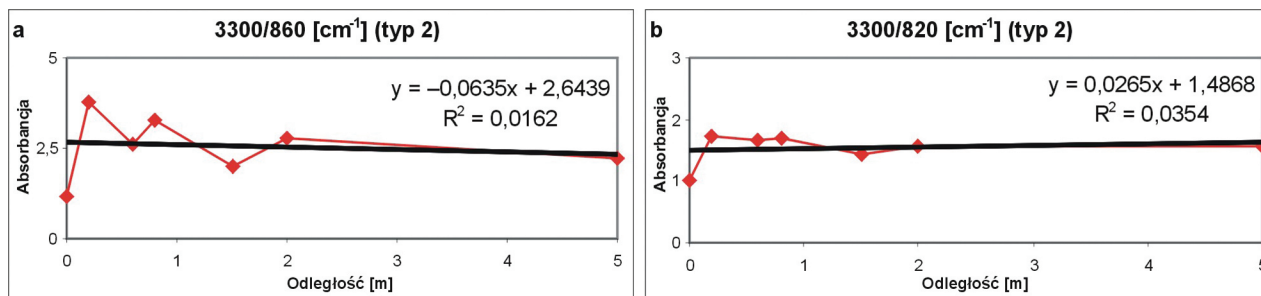 a
3300/860 [cm⁻¹] (typ 2)
Absorbancja
5
2,5
0
y = –0,0635x + 2,6439
R² = 0,0162
0 1 2 3 4 5
Odległość [m]
b
3300/820 [cm⁻¹] (typ 2)
Absorbancja
3
2
1
0
y = 0,0265x + 1,4868
R² = 0,0354
0 1 2 3 4 5
Odległość [m]